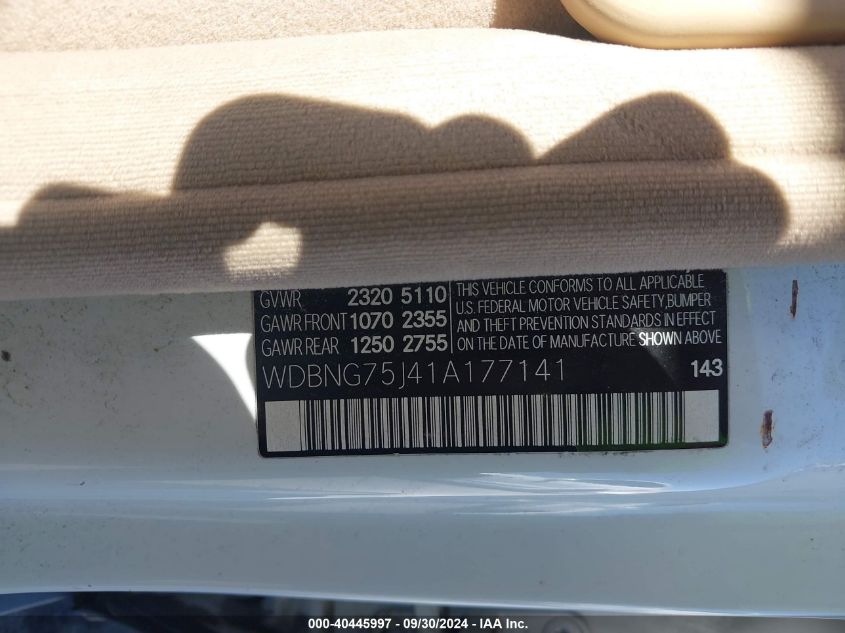 GVWR 2320 5110
GAWR FRONT 1070 2355
GAWR REAR 1250 2755
THIS VEHICLE CONFORMS TO ALL APPLICABLE
U.S. FEDERAL MOTOR VEHICLE SAFETY,BUMPER
AND THEFT PREVENTION STANDARDS IN EFFECT
ON THE DATE OF MANUFACTURE SHOWN ABOVE
WDBNG75J41A177141 143
000-40445997 - 09/30/2024 - IAA Inc.